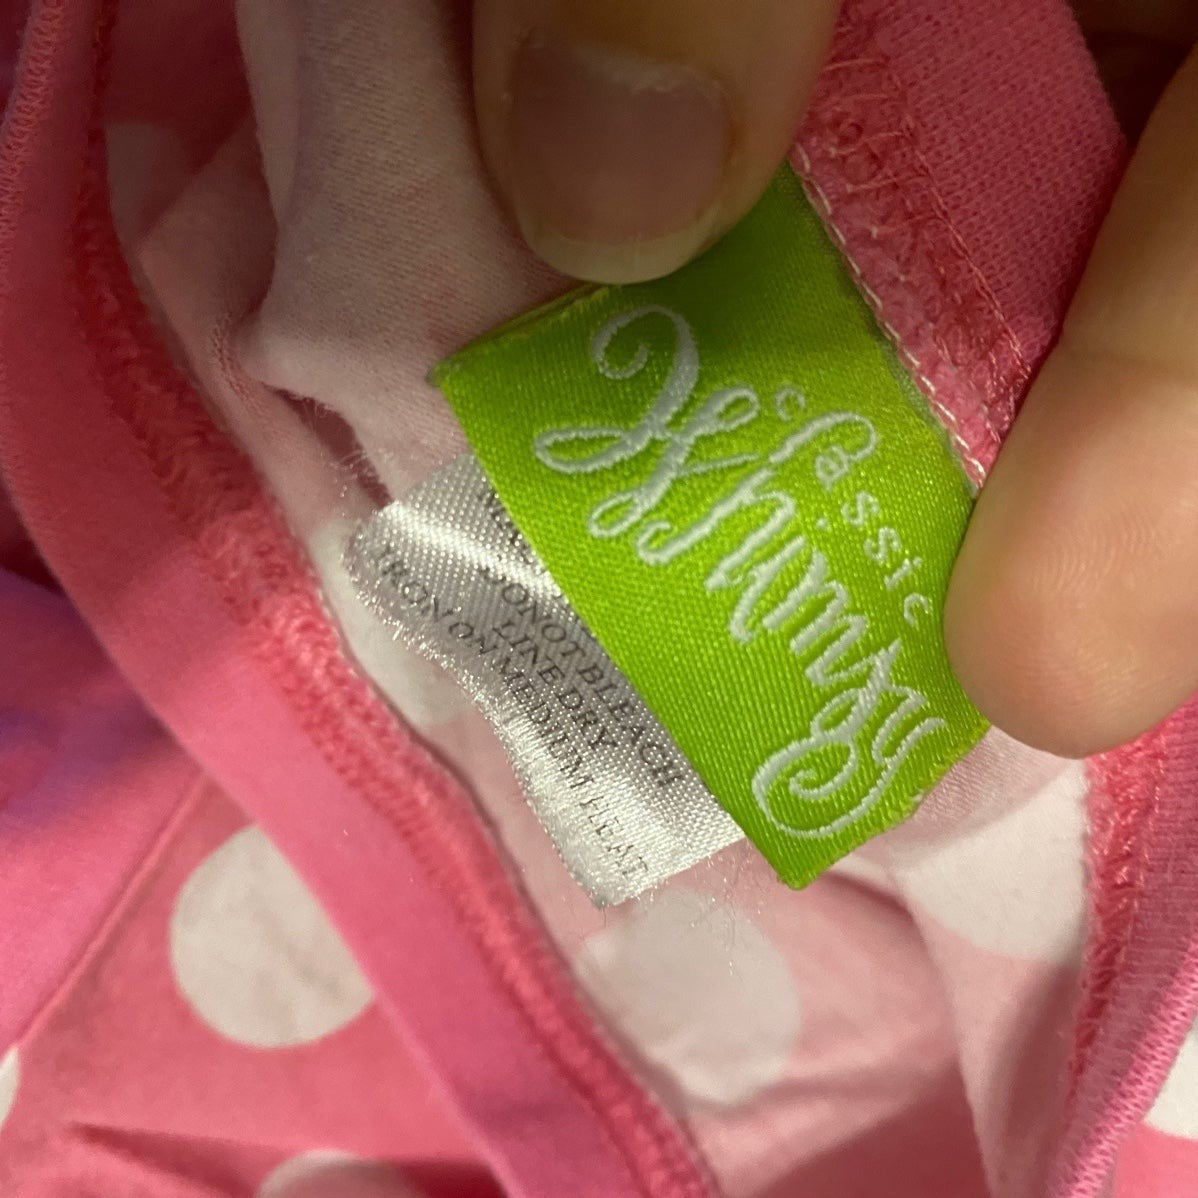 classic
Whimsy
DO NOT BLEACH
LINE DRY
IRON ON MEDIUM HEAT